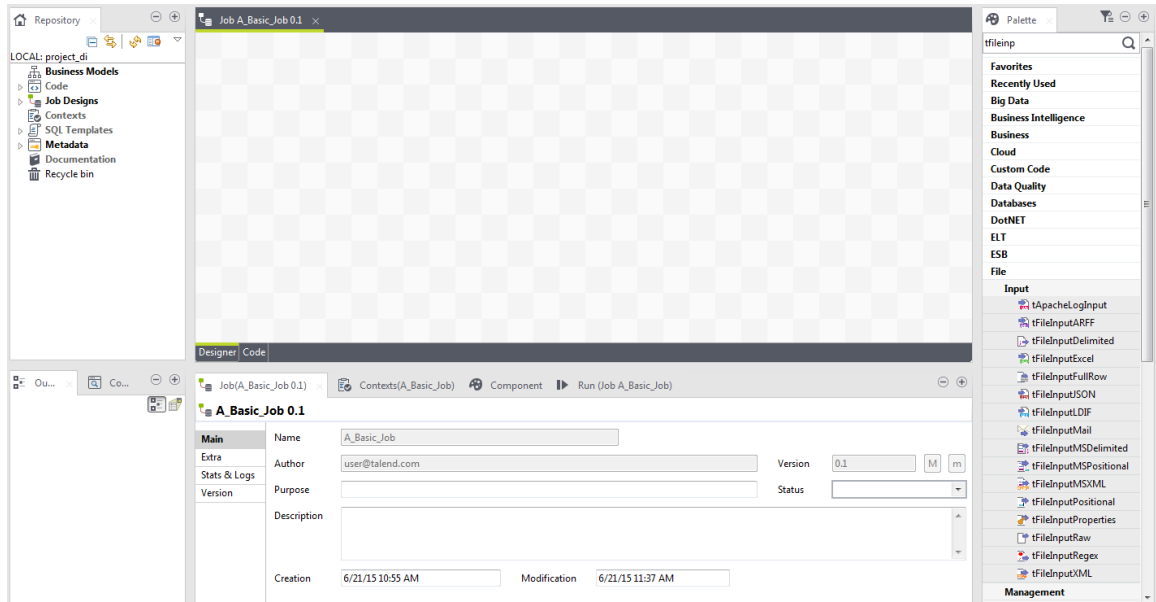 Repository
LOCAL: project_di
Business Models
Code
Job Designs
Contexts
SQL Templates
Metadata
Documentation
Recycle bin
Job A_Basic_Job 0.1
Designer
Code
Palette
tfileinp
Favorites
Recently Used
Big Data
Business Intelligence
Business
Cloud
Custom Code
Data Quality
Databases
DotNET
ELT
ESB
File
Input
tApacheLogInput
tFileInputARFF
tFileInputDelimited
tFileInputExcel
tFileInputFullRow
tFileInputJSON
tFileInputLDIF
tFileInputMail
tFileInputMSDelimited
tFileInputMSPositional
tFileInputMSXML
tFileInputPositional
tFileInputProperties
tFileInputRaw
tFileInputRegex
tFileInputXML
Management
Ou...
Co...
Job(A_Basic_Job 0.1)
Contexts(A_Basic_Job)
Component
Run (Job A_Basic_Job)
A_Basic_Job 0.1
Main
Extra
Stats & Logs
Version
Name
A_Basic_Job
Author
user@talend.com
Version
0.1
M
m
Purpose
Status
Description
Creation
6/21/15 10:55 AM
Modification
6/21/15 11:37 AM